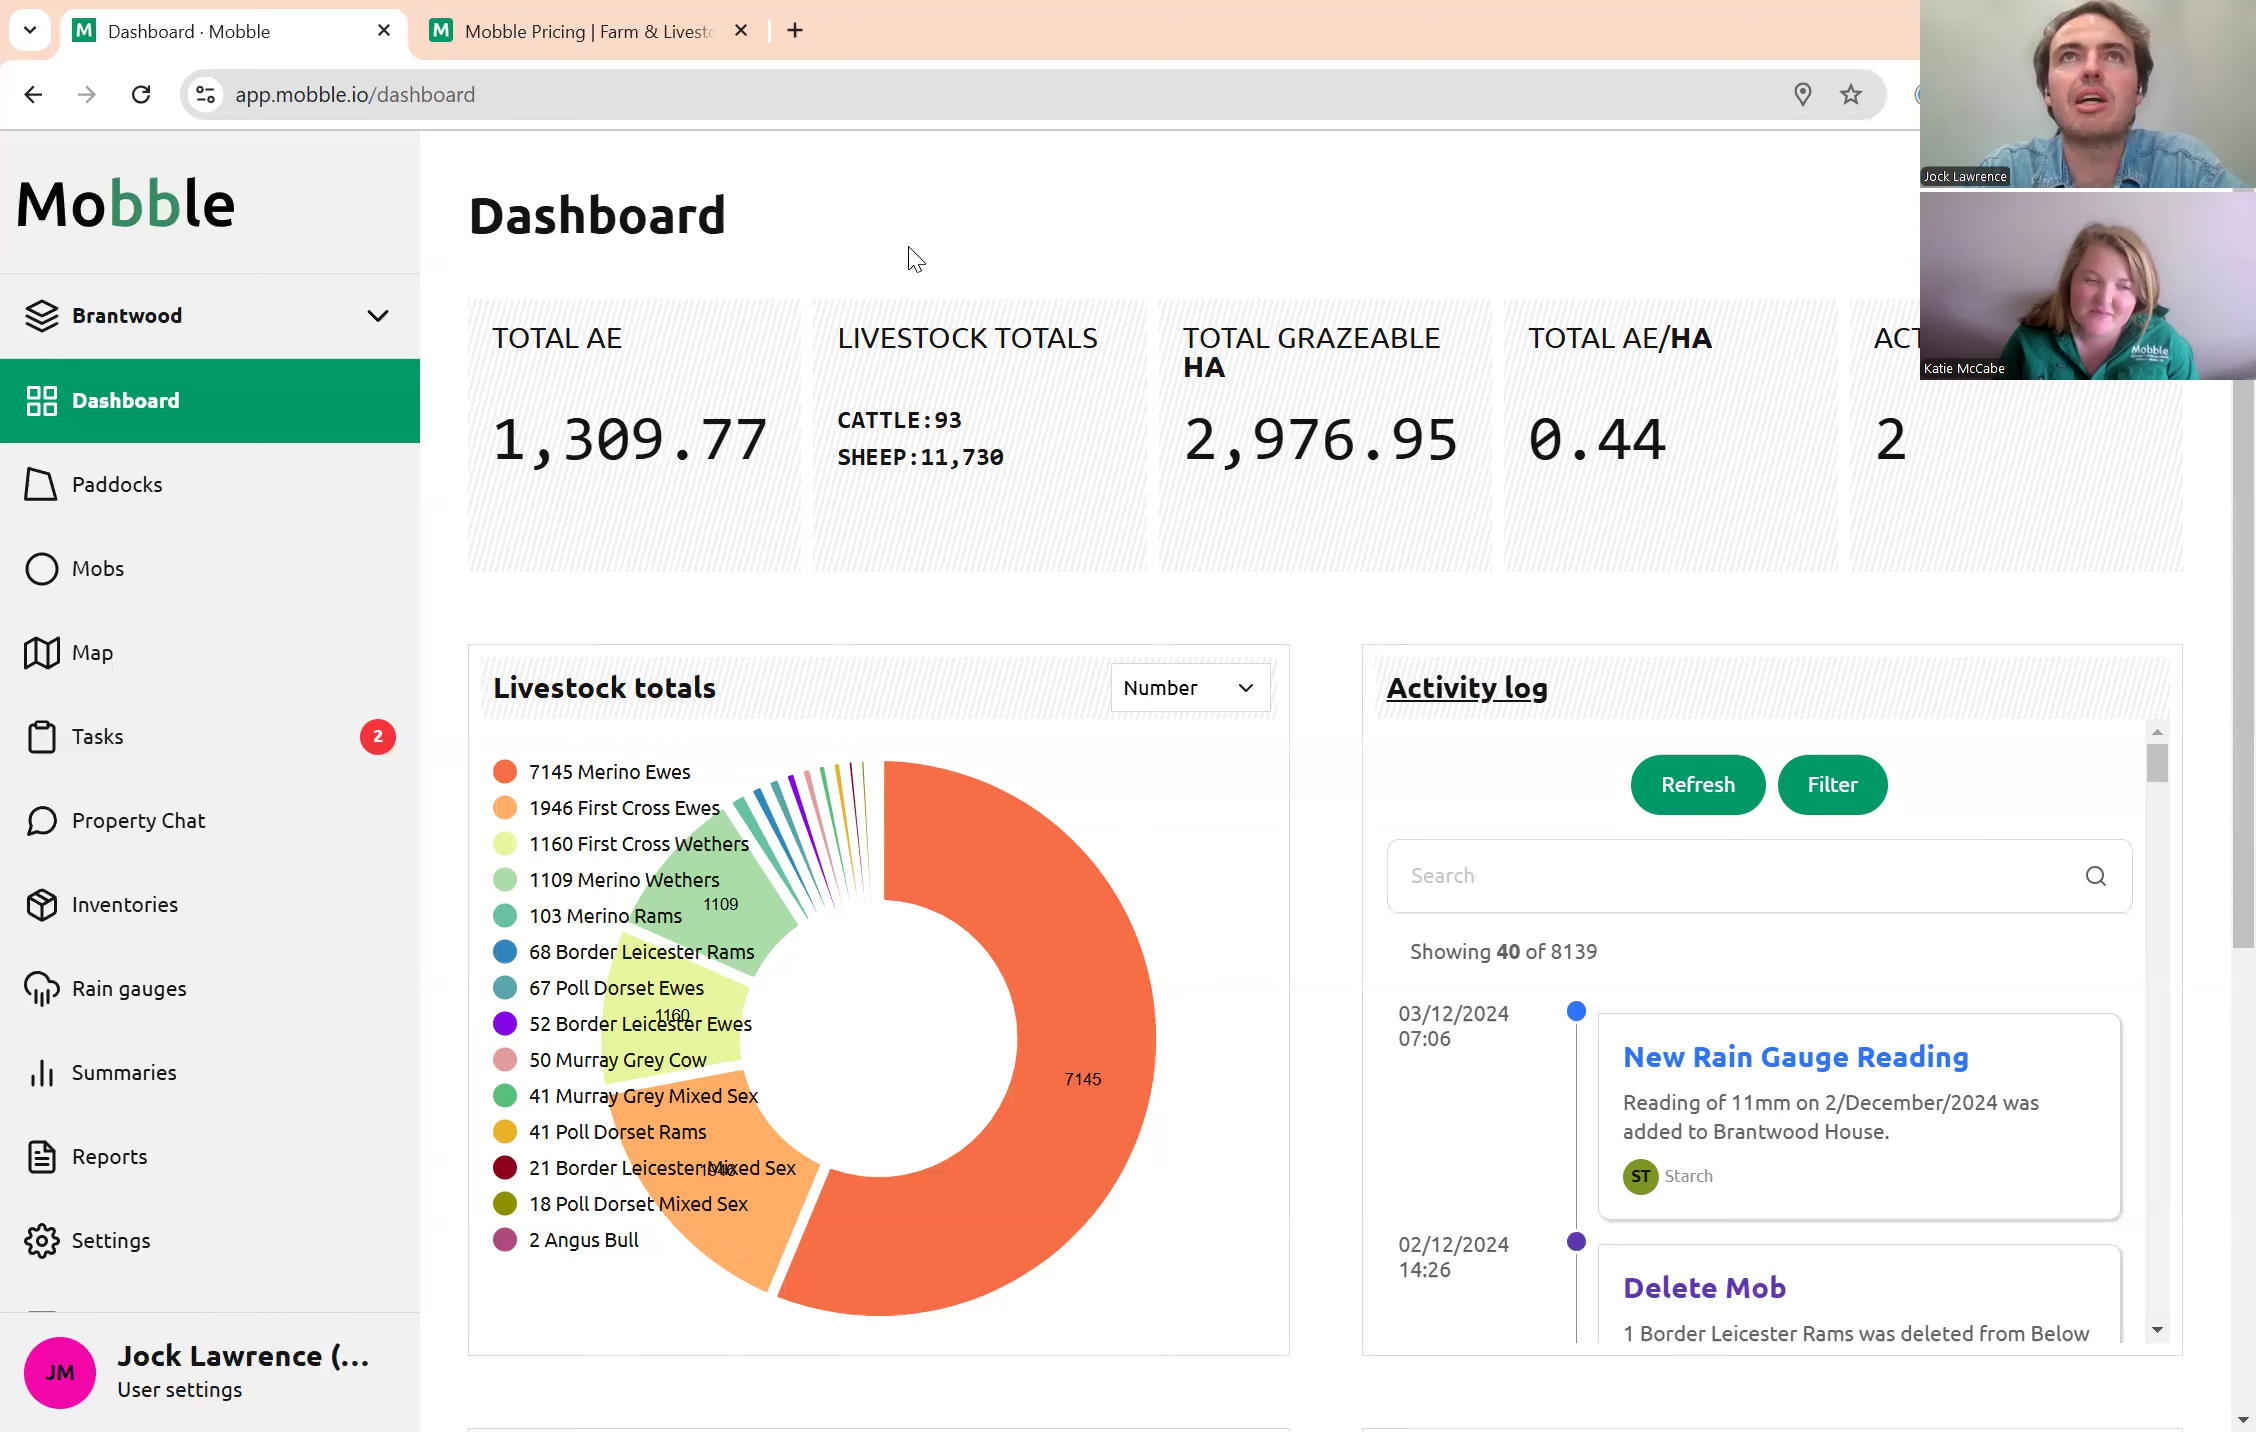 Dashboard · Mobble
Mobble Pricing | Farm & Livesto
app.mobble.io/dashboard
Jock Lawrence
Katie McCabe
Mobble
Mobble
Brantwood
Dashboard
Paddocks
Mobs
Map
Tasks
2
Property Chat
Inventories
Rain gauges
Summaries
Reports
Settings
JM
Jock Lawrence (...
User settings
Dashboard
TOTAL AE
1,309.77
LIVESTOCK TOTALS
CATTLE:93
SHEEP:11,730
TOTAL GRAZEABLE
HA
2,976.95
TOTAL AE/HA
0.44
ACT
2
Livestock totals
Number
7145 Merino Ewes
1946 First Cross Ewes
1160 First Cross Wethers
1109 Merino Wethers
103 Merino Rams
68 Border Leicester Rams
67 Poll Dorset Ewes
52 Border Leicester Ewes
50 Murray Grey Cow
41 Murray Grey Mixed Sex
41 Poll Dorset Rams
21 Border Leicester Mixed Sex
18 Poll Dorset Mixed Sex
2 Angus Bull
1109
1160
1946
7145
Activity log
Refresh
Filter
Search
Showing 40 of 8139
03/12/2024
07:06
New Rain Gauge Reading
Reading of 11mm on 2/December/2024 was
added to Brantwood House.
ST
Starch
02/12/2024
14:26
Delete Mob
1 Border Leicester Rams was deleted from Below